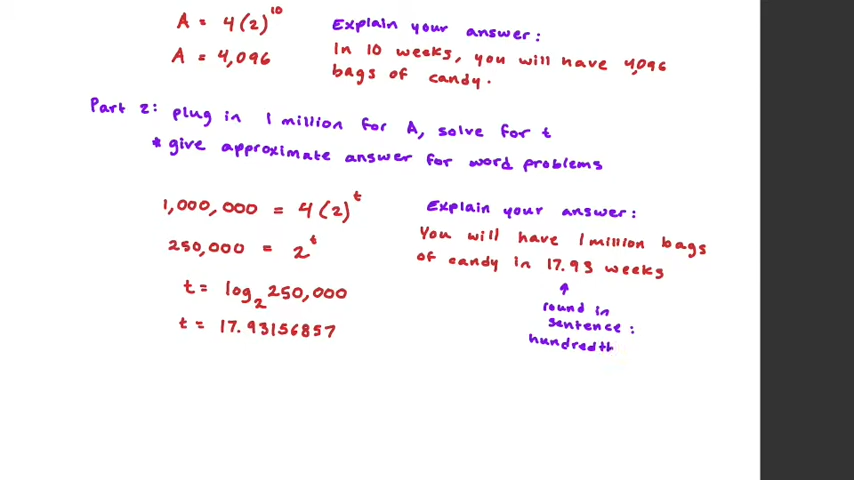 A = 4(2)^10
Explain your answer:
A = 4,096
In 10 weeks, you will have 4,096
bags of candy.
Part 2: plug in 1 million for A, solve for t
* give approximate answer for word problems
1,000,000 = 4(2)^t
250,000 = 2^t
t = log₂250,000
t = 17.93156857
Explain your answer:
You will have 1 million bags
of candy in 17.93 weeks
↑
round in
sentence:
hundredth